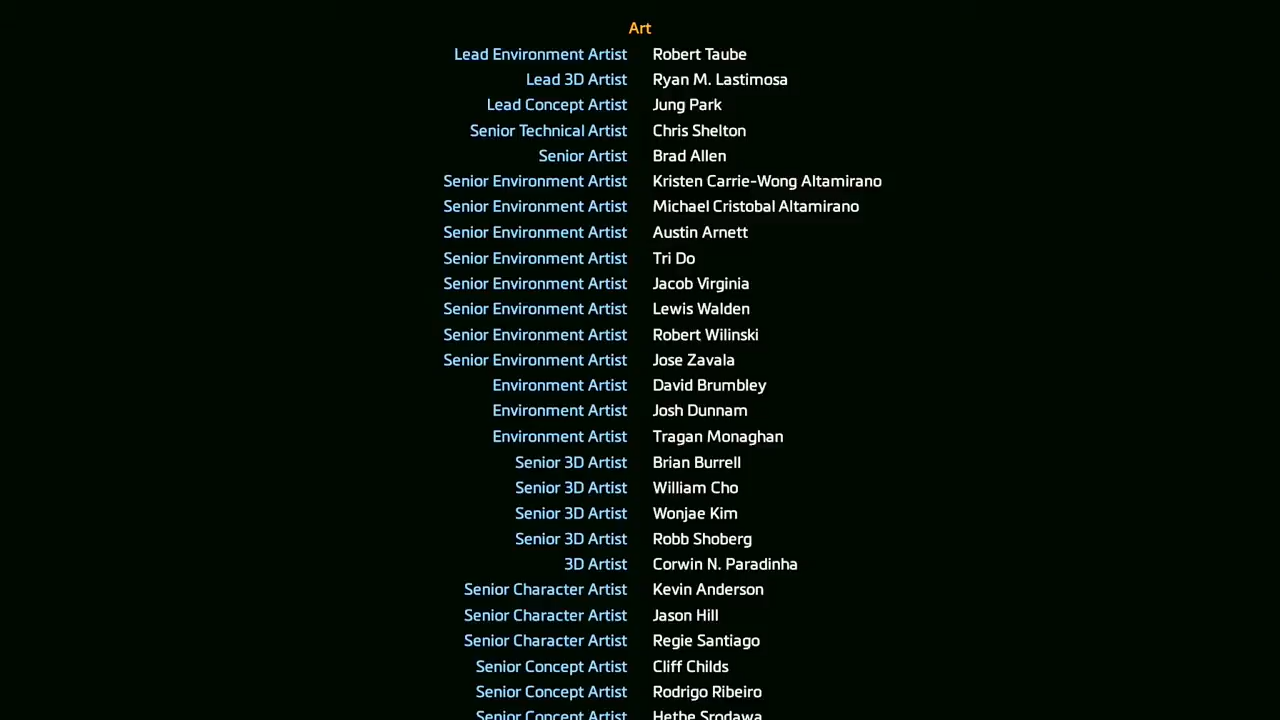 Art
Lead Environment Artist Robert Taube
Lead 3D Artist Ryan M. Lastimosa
Lead Concept Artist Jung Park
Senior Technical Artist Chris Shelton
Senior Artist Brad Allen
Senior Environment Artist Kristen Carrie-Wong Altamirano
Senior Environment Artist Michael Cristobal Altamirano
Senior Environment Artist Austin Arnett
Senior Environment Artist Tri Do
Senior Environment Artist Jacob Virginia
Senior Environment Artist Lewis Walden
Senior Environment Artist Robert Wilinski
Senior Environment Artist Jose Zavala
Environment Artist David Brumbley
Environment Artist Josh Dunnam
Environment Artist Tragan Monaghan
Senior 3D Artist Brian Burrell
Senior 3D Artist William Cho
Senior 3D Artist Wonjae Kim
Senior 3D Artist Robb Shoberg
3D Artist Corwin N. Paradinha
Senior Character Artist Kevin Anderson
Senior Character Artist Jason Hill
Senior Character Artist Regie Santiago
Senior Concept Artist Cliff Childs
Senior Concept Artist Rodrigo Ribeiro
Senior Concept Artist Hethe Srodawa